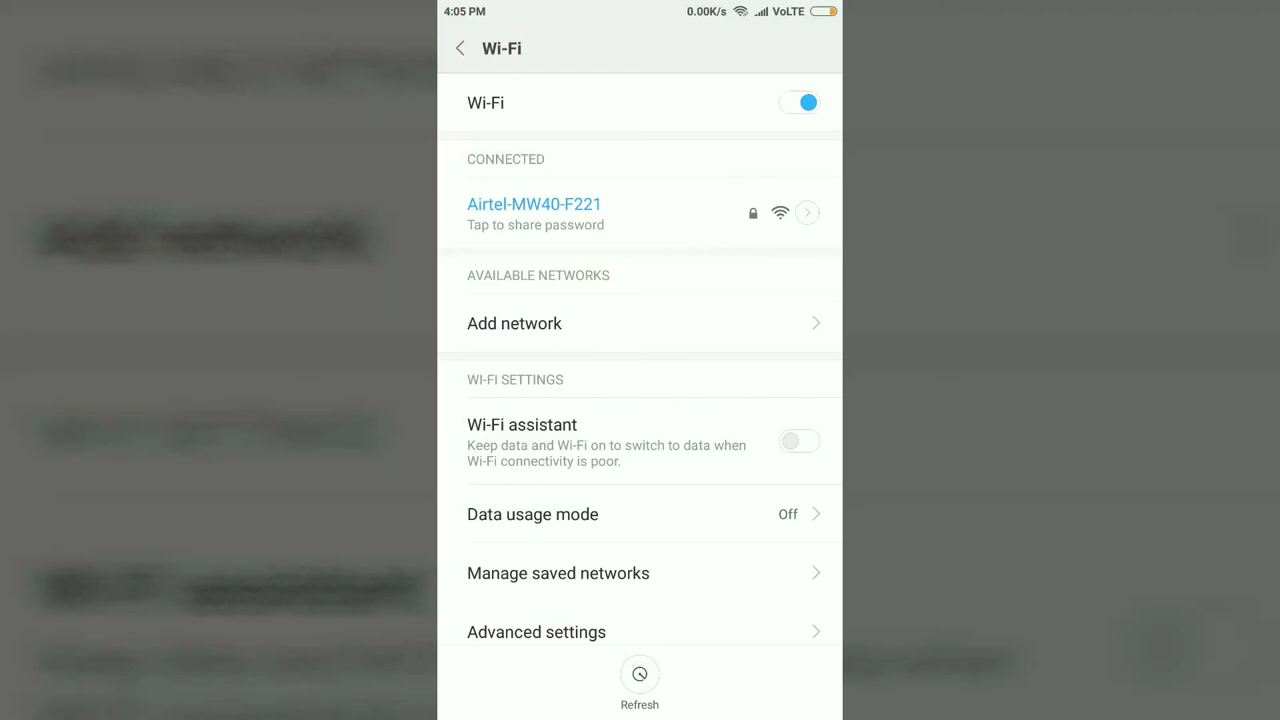 4:05 PM 0.00K/s VoLTE
Wi-Fi
Wi-Fi
CONNECTED
Airtel-MW40-F221
Tap to share password
AVAILABLE NETWORKS
Add network
WI-FI SETTINGS
Wi-Fi assistant
Keep data and Wi-Fi on to switch to data when
Wi-Fi connectivity is poor.
Data usage mode Off
Manage saved networks
Advanced settings
Refresh